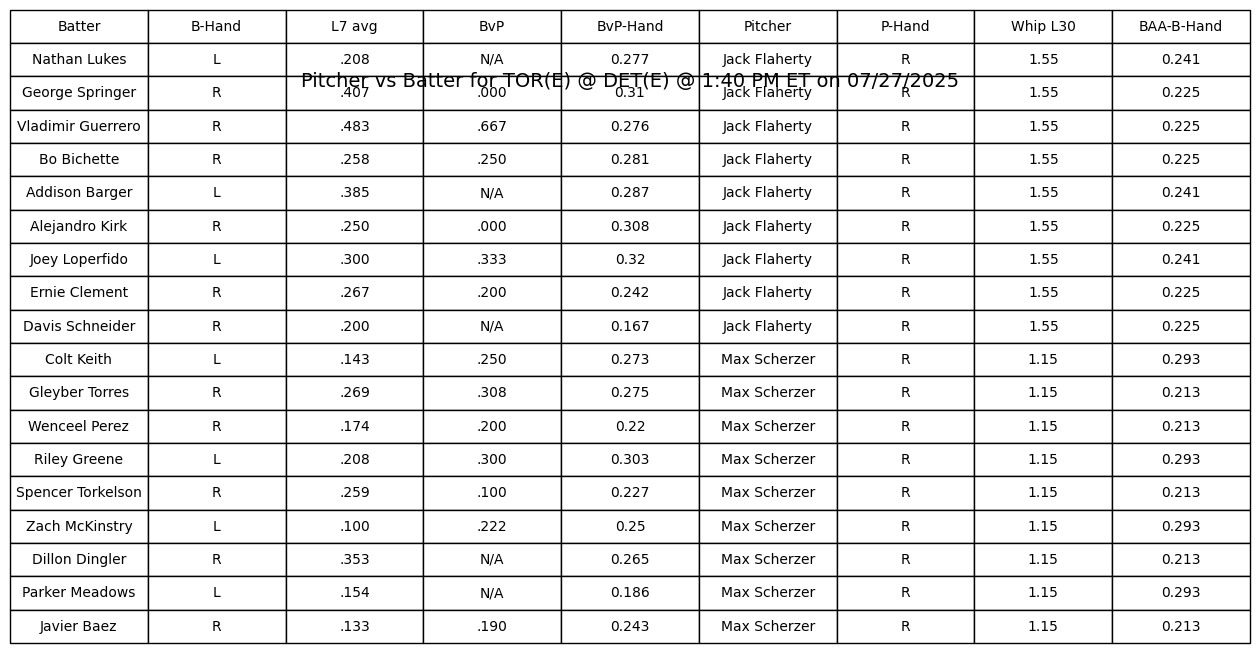 Batter B-Hand L7 avg BvP BvP-Hand Pitcher P-Hand Whip L30 BAA-B-Hand
Nathan Lukes L .208 N/A 0.277 Jack Flaherty R 1.55 0.241
Pitcher vs Batter for TOR(E) @ DET(E) @ 1:40 PM ET on 07/27/2025
George Springer R .407 .000 0.31 Jack Flaherty R 1.55 0.225
Vladimir Guerrero R .483 .667 0.276 Jack Flaherty R 1.55 0.225
Bo Bichette R .258 .250 0.281 Jack Flaherty R 1.55 0.225
Addison Barger L .385 N/A 0.287 Jack Flaherty R 1.55 0.241
Alejandro Kirk R .250 .000 0.308 Jack Flaherty R 1.55 0.225
Joey Loperfido L .300 .333 0.32 Jack Flaherty R 1.55 0.241
Ernie Clement R .267 .200 0.242 Jack Flaherty R 1.55 0.225
Davis Schneider R .200 N/A 0.167 Jack Flaherty R 1.55 0.225
Colt Keith L .143 .250 0.273 Max Scherzer R 1.15 0.293
Gleyber Torres R .269 .308 0.275 Max Scherzer R 1.15 0.213
Wenceel Perez R .174 .200 0.22 Max Scherzer R 1.15 0.213
Riley Greene L .208 .300 0.303 Max Scherzer R 1.15 0.293
Spencer Torkelson R .259 .100 0.227 Max Scherzer R 1.15 0.213
Zach McKinstry L .100 .222 0.25 Max Scherzer R 1.15 0.293
Dillon Dingler R .353 N/A 0.265 Max Scherzer R 1.15 0.213
Parker Meadows L .154 N/A 0.186 Max Scherzer R 1.15 0.293
Javier Baez R .133 .190 0.243 Max Scherzer R 1.15 0.213